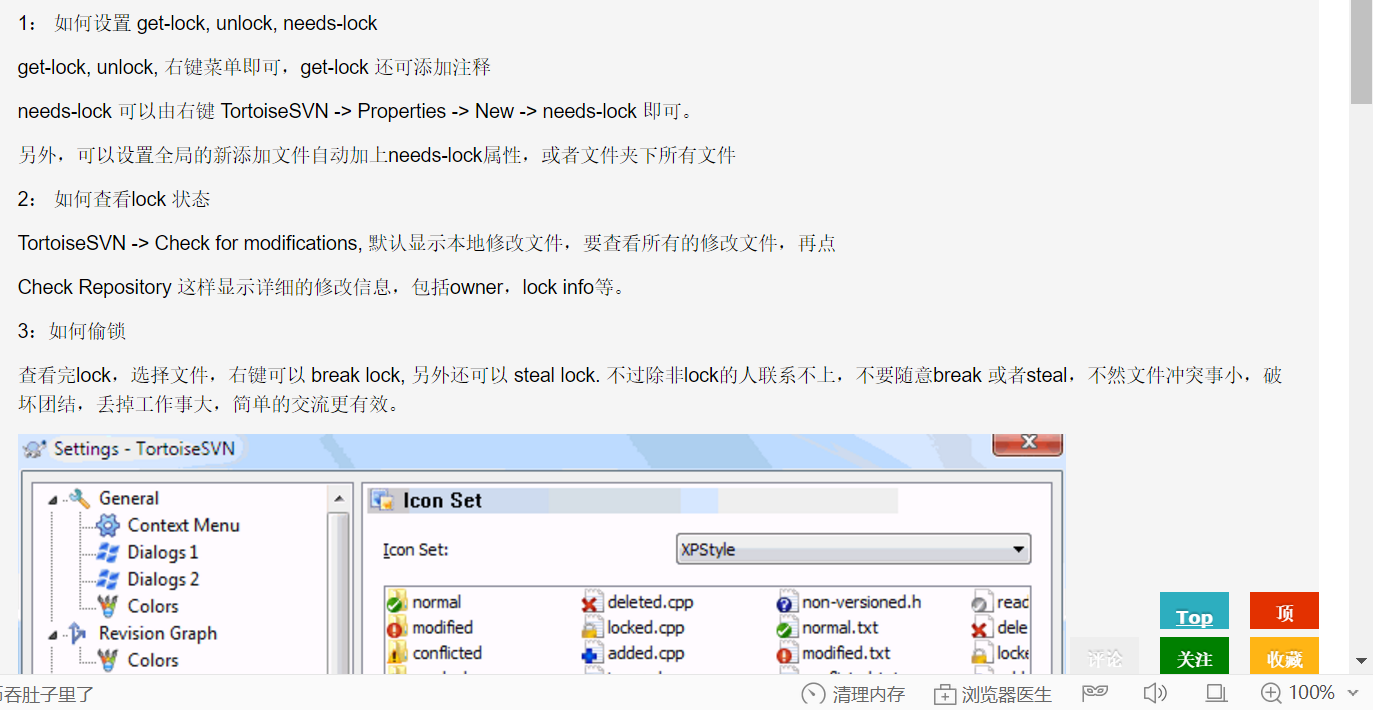 1： 如何设置 get-lock, unlock, needs-lock
get-lock, unlock, 右键菜单即可，get-lock 还可添加注释
needs-lock 可以由右键 TortoiseSVN -> Properties -> New -> needs-lock 即可。
另外，可以设置全局的新添加文件自动加上needs-lock属性，或者文件夹下所有文件
2： 如何查看lock 状态
TortoiseSVN -> Check for modifications, 默认显示本地修改文件，要查看所有的修改文件，再点
Check Repository 这样显示详细的修改信息，包括owner，lock info等。
3：如何偷锁
查看完lock，选择文件，右键可以 break lock, 另外还可以 steal lock. 不过除非lock的人联系不上，不要随意break 或者steal，不然文件冲突事小，破
坏团结，丢掉工作事大，简单的交流更有效。
Settings - TortoiseSVN
General
Context Menu
Dialogs 1
Dialogs 2
Colors
Revision Graph
Colors
Icon Set
Icon Set: XPStyle
normal deleted.cpp non-versioned.h reac
modified locked.cpp normal.txt dele
conflicted added.cpp modified.txt locke
Top 顶
评论 关注 收藏
吞肚子里了 清理内存 浏览器医生 100%